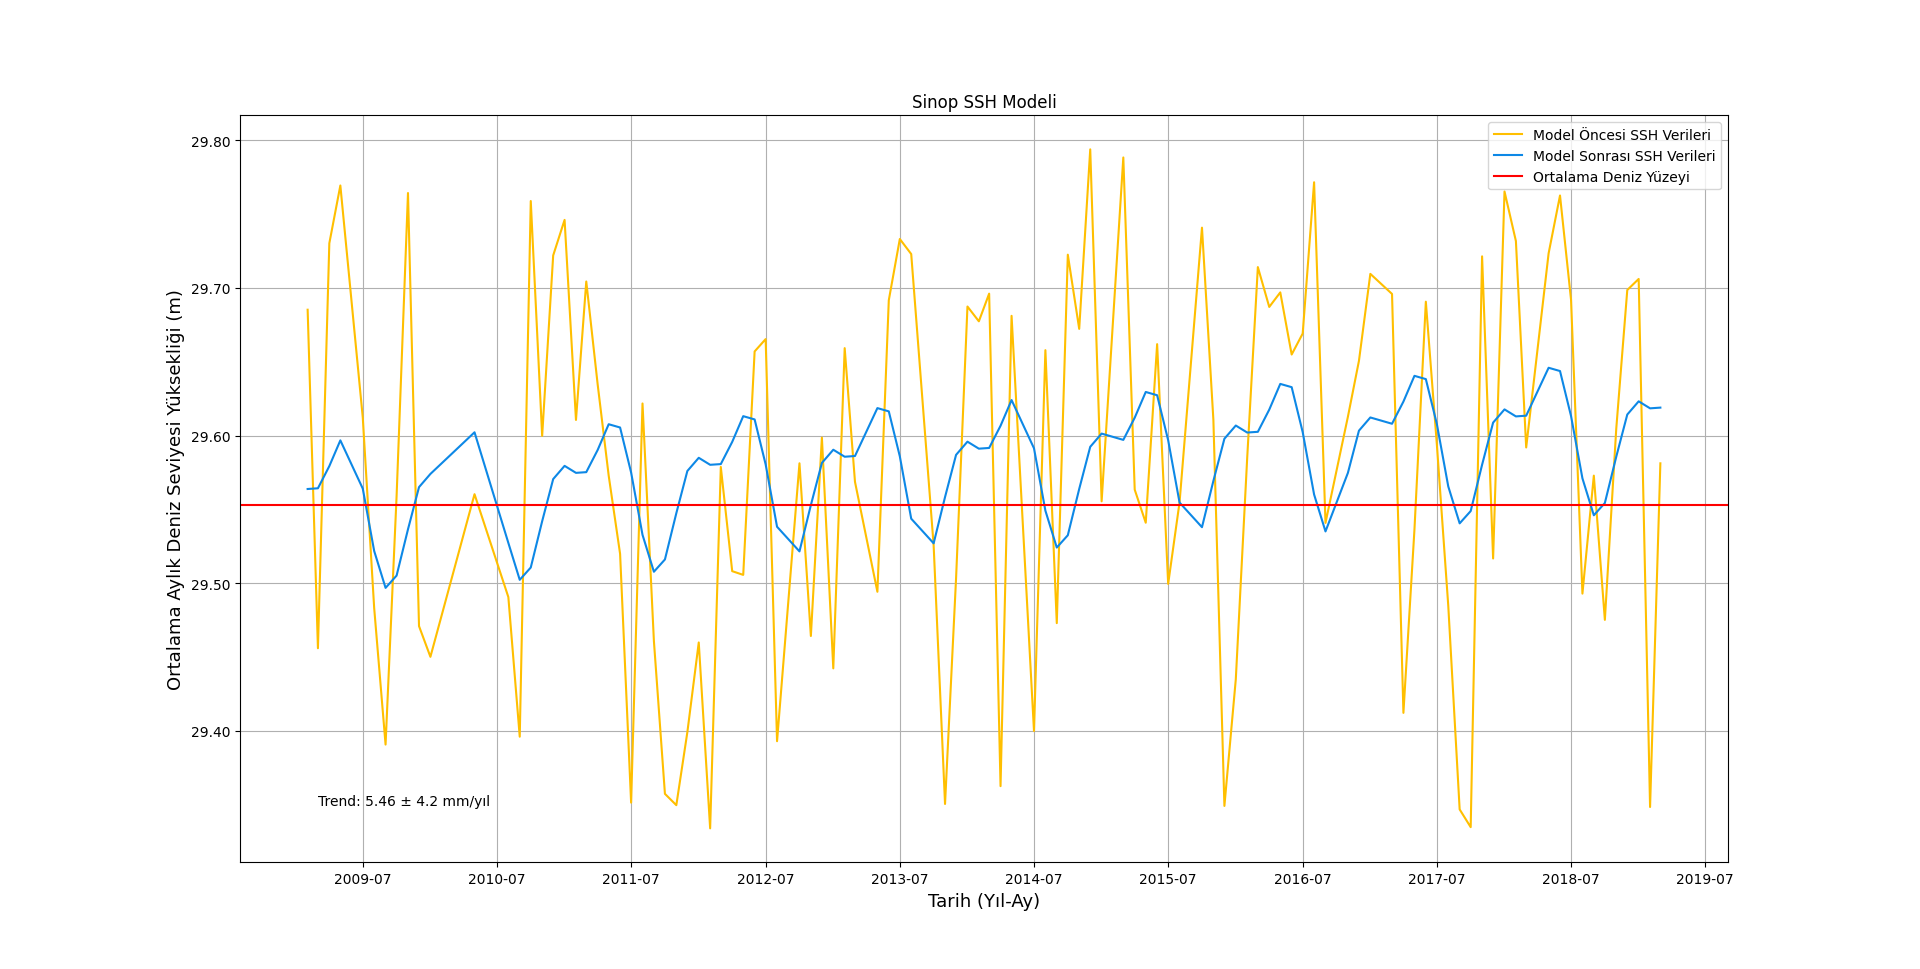 Sinop SSH Modeli
Model Öncesi SSH Verileri
Model Sonrası SSH Verileri
Ortalama Deniz Yüzeyi
Ortalama Aylık Deniz Seviyesi Yüksekliği (m)
29.80
29.70
29.60
29.50
29.40
Trend: 5.46 ± 4.2 mm/yıl
2009-07 2010-07 2011-07 2012-07 2013-07 2014-07 2015-07 2016-07 2017-07 2018-07 2019-07
Tarih (Yıl-Ay)